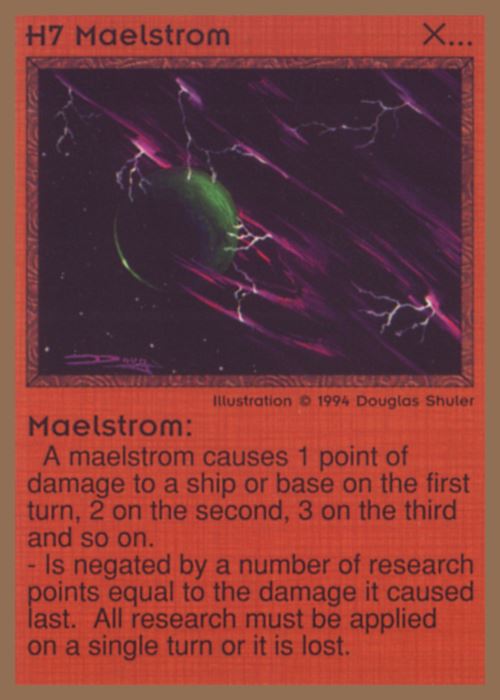 H7 Maelstrom X...
Doug
Illustration © 1994 Douglas Shuler
Maelstrom:
A maelstrom causes 1 point of
damage to a ship or base on the first
turn, 2 on the second, 3 on the third
and so on.
- Is negated by a number of research
points equal to the damage it caused
last. All research must be applied
on a single turn or it is lost.